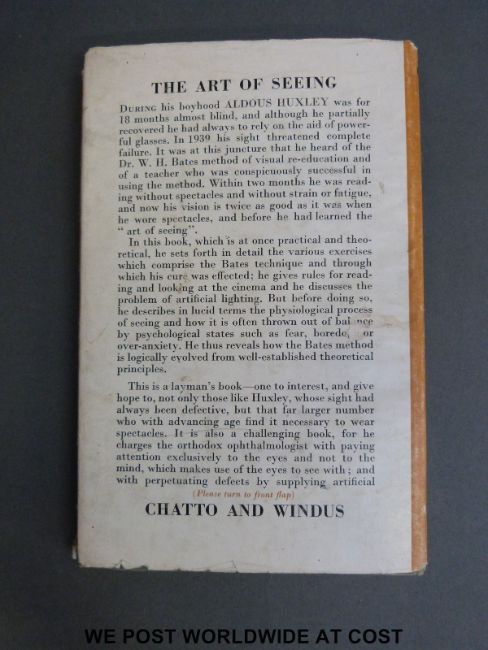 THE ART OF SEEING
DURING his boyhood ALDOUS HUXLEY was for
18 months almost blind, and although he partially
recovered he had always to rely on the aid of power-
ful glasses. In 1939 his sight threatened complete
failure. It was at this juncture that he heard of the
Dr. W. H. Bates method of visual re-education and
of a teacher who was conspicuously successful in
using the method. Within two months he was read-
ing without spectacles and without strain or fatigue,
and now his vision is twice as good as it was when
he wore spectacles, and before he had learned the
"art of seeing".
In this book, which is at once practical and theo-
retical, he sets forth in detail the various exercises
which comprise the Bates technique and through
which his cure was effected; he gives rules for read-
ing and looking at the cinema and he discusses the
problem of artificial lighting. But before doing so,
he describes in lucid terms the physiological process
of seeing and how it is often thrown out of balance
by psychological states such as fear, boredom, or
over-anxiety. He thus reveals how the Bates method
is logically evolved from well-established theoretical
principles.
This is a layman's book—one to interest, and give
hope to, not only those like Huxley, whose sight had
always been defective, but that far larger number
who with advancing age find it necessary to wear
spectacles. It is also a challenging book, for he
charges the orthodox ophthalmologist with paying
attention exclusively to the eyes and not to the
mind, which makes use of the eyes to see with; and
with perpetuating defects by supplying artificial
(Please turn to front flap)
CHATTO AND WINDUS
WE POST WORLDWIDE AT COST